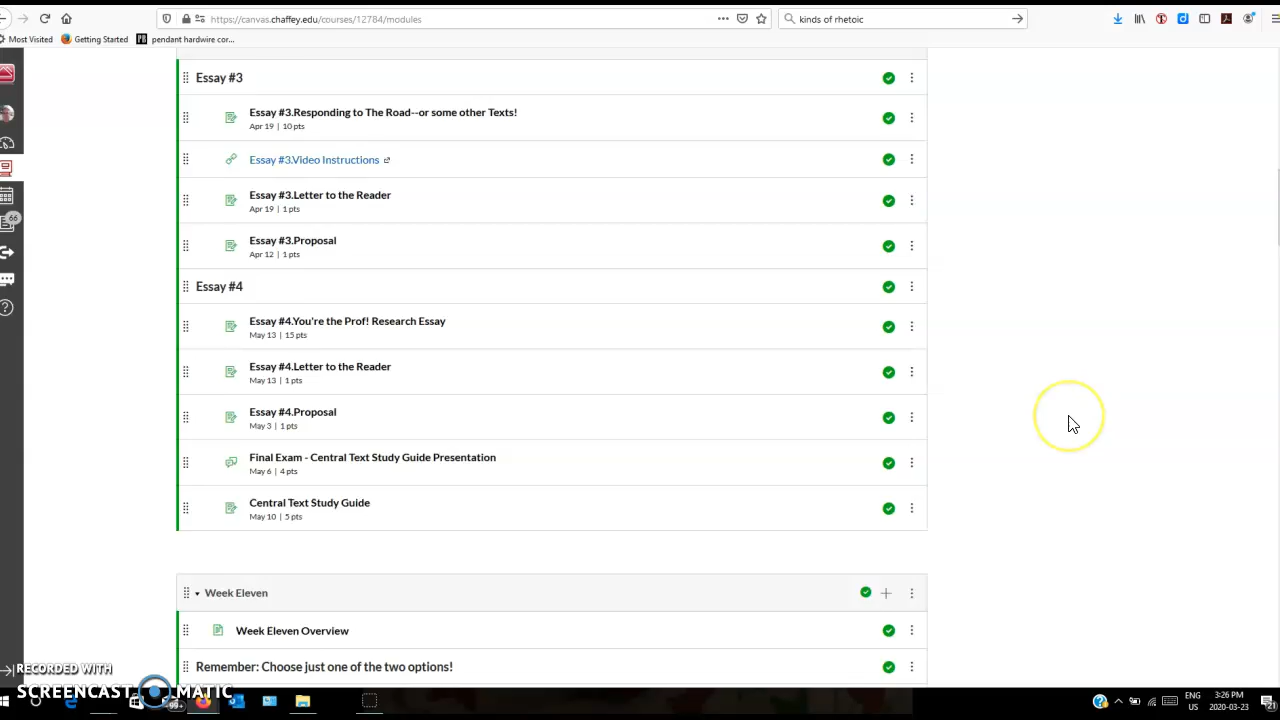 https://canvas.chaffey.edu/courses/12784/modules
kinds of rhetoic
Most Visited
Getting Started
pendant hardwire cor...
Essay #3
Essay #3.Responding to The Road--or some other Texts!
Apr 19 | 10 pts
Essay #3.Video Instructions
Essay #3.Letter to the Reader
Apr 19 | 1 pts
Essay #3.Proposal
Apr 12 | 1 pts
66
Essay #4
Essay #4.You're the Prof! Research Essay
May 13 | 15 pts
Essay #4.Letter to the Reader
May 13 | 1 pts
Essay #4.Proposal
May 3 | 1 pts
Final Exam - Central Text Study Guide Presentation
May 6 | 4 pts
Central Text Study Guide
May 10 | 5 pts
Week Eleven
Week Eleven Overview
Remember: Choose just one of the two options!
RECORDED WITH
SCREENCAST MATIC
99+
ENG
US
3:26 PM
2020-03-23
21